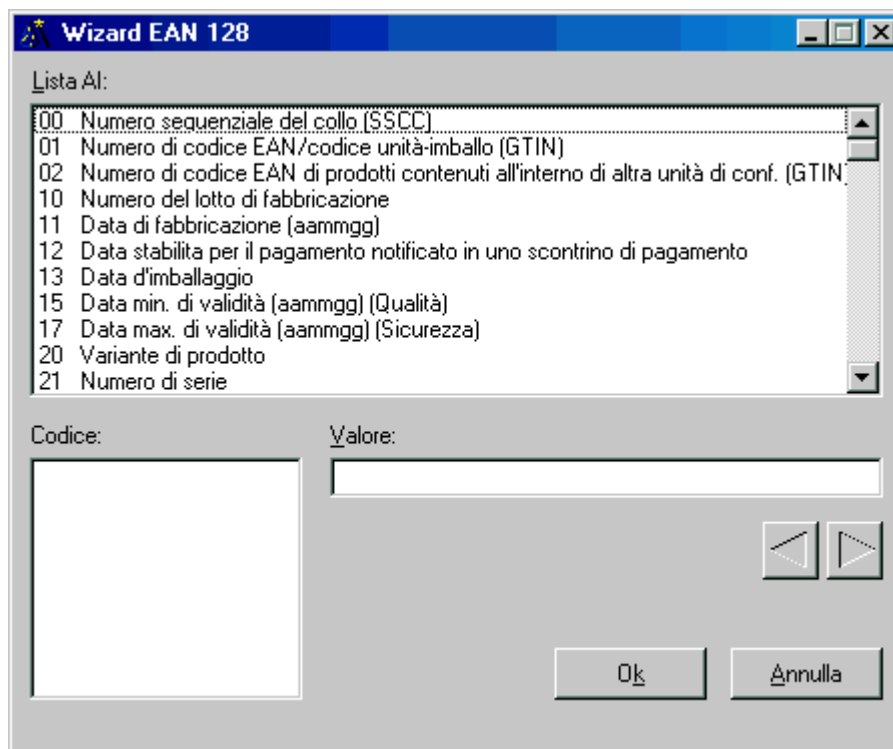 Wizard EAN 128
Lista AI:
00 Numero sequenziale del collo (SSCC)
01 Numero di codice EAN/codice unità-imballo (GTIN)
02 Numero di codice EAN di prodotti contenuti all'interno di altra unità di conf. (GTIN)
10 Numero del lotto di fabbricazione
11 Data di fabbricazione (aammgg)
12 Data stabilita per il pagamento notificato in uno scontrino di pagamento
13 Data d'imballaggio
15 Data min. di validità (aammgg) (Qualità)
17 Data max. di validità (aammgg) (Sicurezza)
20 Variante di prodotto
21 Numero di serie
Codice:
Valore:
Ok
Annulla